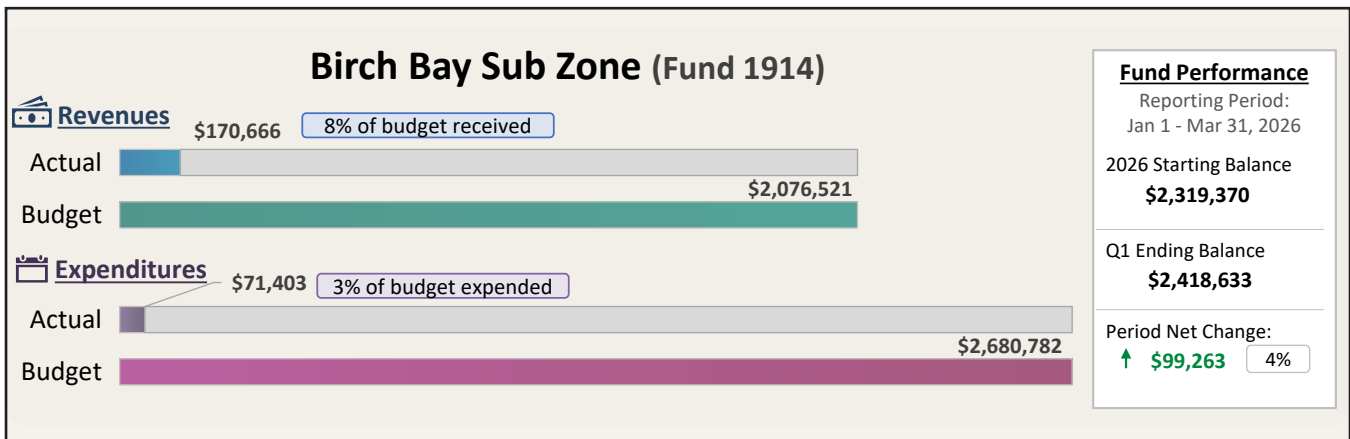 Birch Bay Sub Zone (Fund 1914)
Revenues
$170,666
8% of budget received
Actual
$2,076,521
Budget
Expenditures
$71,403
3% of budget expended
Actual
$2,680,782
Budget
Fund Performance
Reporting Period:
Jan 1 - Mar 31, 2026
2026 Starting Balance
$2,319,370
Q1 Ending Balance
$2,418,633
Period Net Change:
$99,263
4%